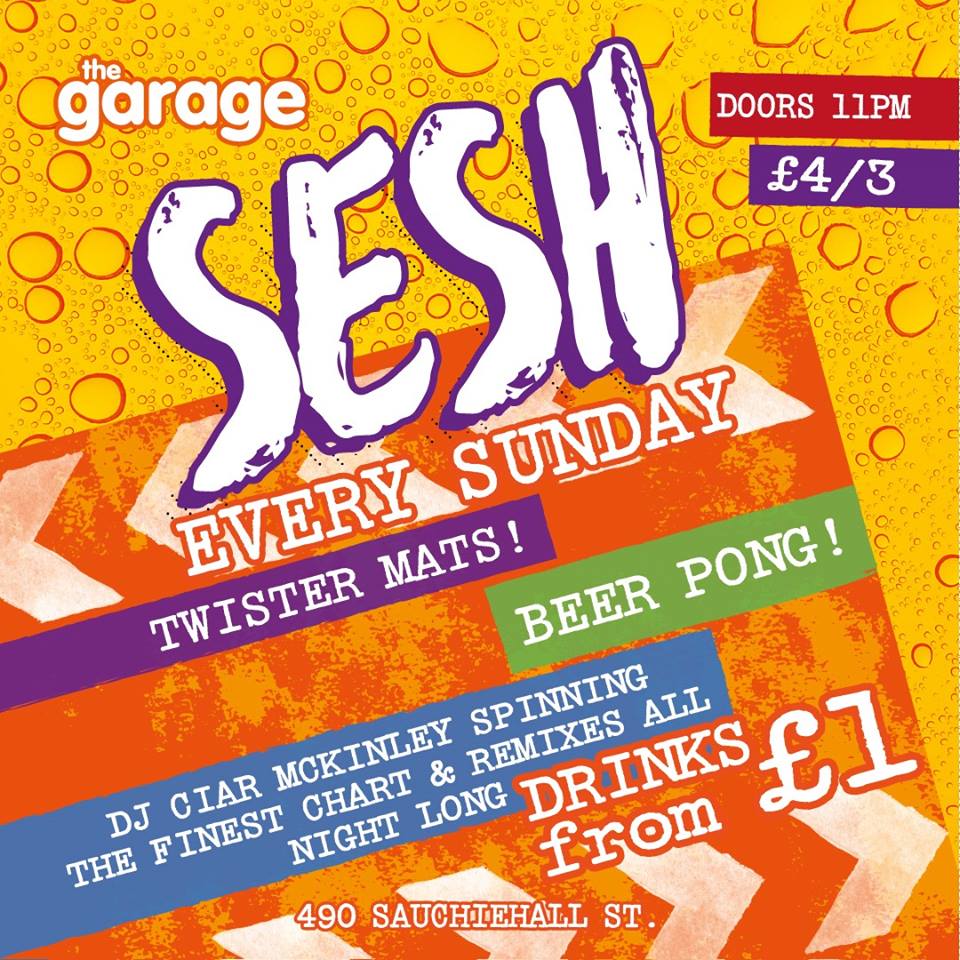 the
garage
SESH
DOORS 11PM
£4/3
EVERY SUNDAY
TWISTER MATS!
BEER PONG!
DJ CIAR MCKINLEY SPINNING
THE FINEST CHART & REMIXES ALL
NIGHT LONG
DRINKS
from £1
490 SAUCHIEHALL ST.